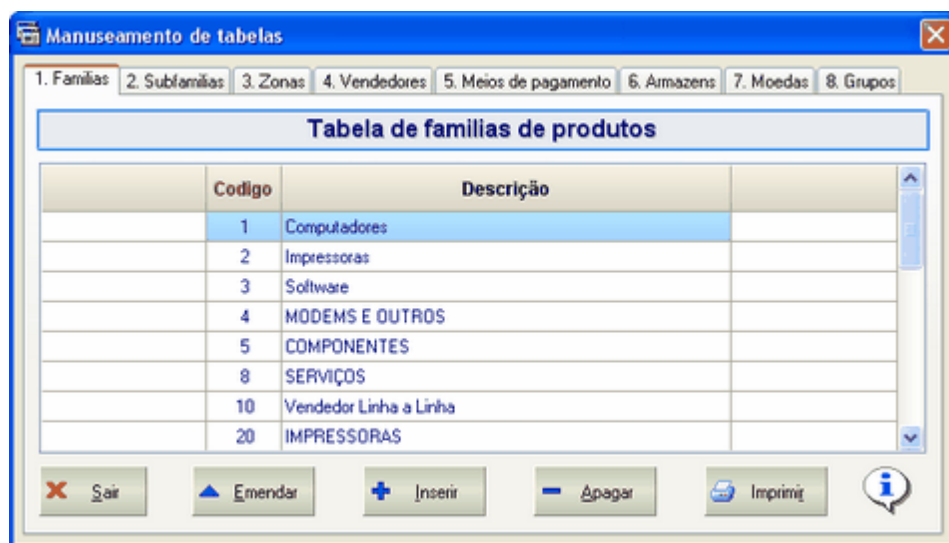 Manuseamento de tabelas
1. Familias 2. Subfamilias 3. Zonas 4. Vendedores 5. Meios de pagamento 6. Armazens 7. Moedas 8. Grupos
Tabela de familias de produtos
Codigo Descrição
1 Computadores
2 Impressoras
3 Software
4 MODEMS E OUTROS
5 COMPONENTES
8 SERVIÇOS
10 Vendedor Linha a Linha
20 IMPRESSORAS
Sair Emendar Inserir Apagar Imprimir